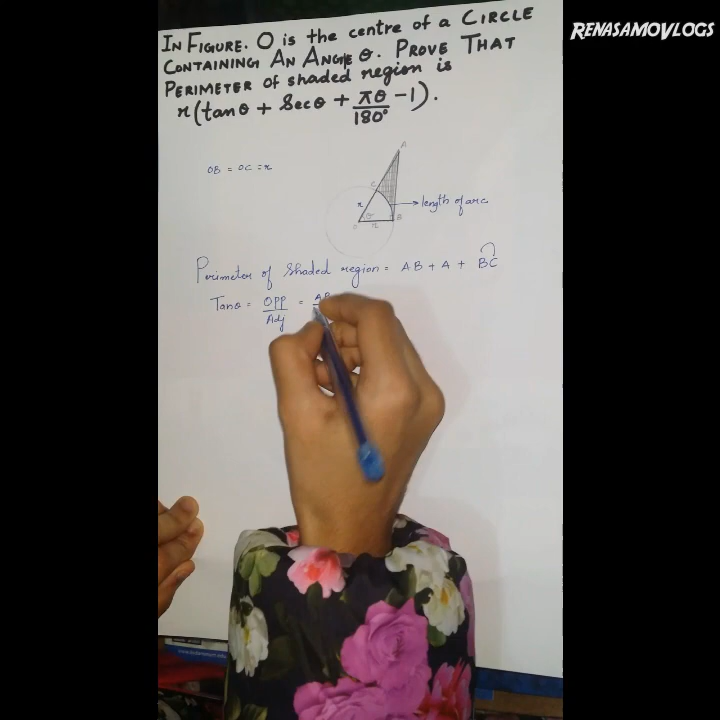 RENASAMOVLOGS
IN FIGURE. O is the centre of a CIRCLE
CONTAINING AN ANGLE θ. PROVE THAT
PERIMETER of shaded region is
r(tanθ + Secθ + πθ/180° -1).
OB = OC = r
A
C
r
θ
O
r
B
length of arc
Perimeter of Shaded region = AB + A + BC
Tanθ = OPP/Adj = AB